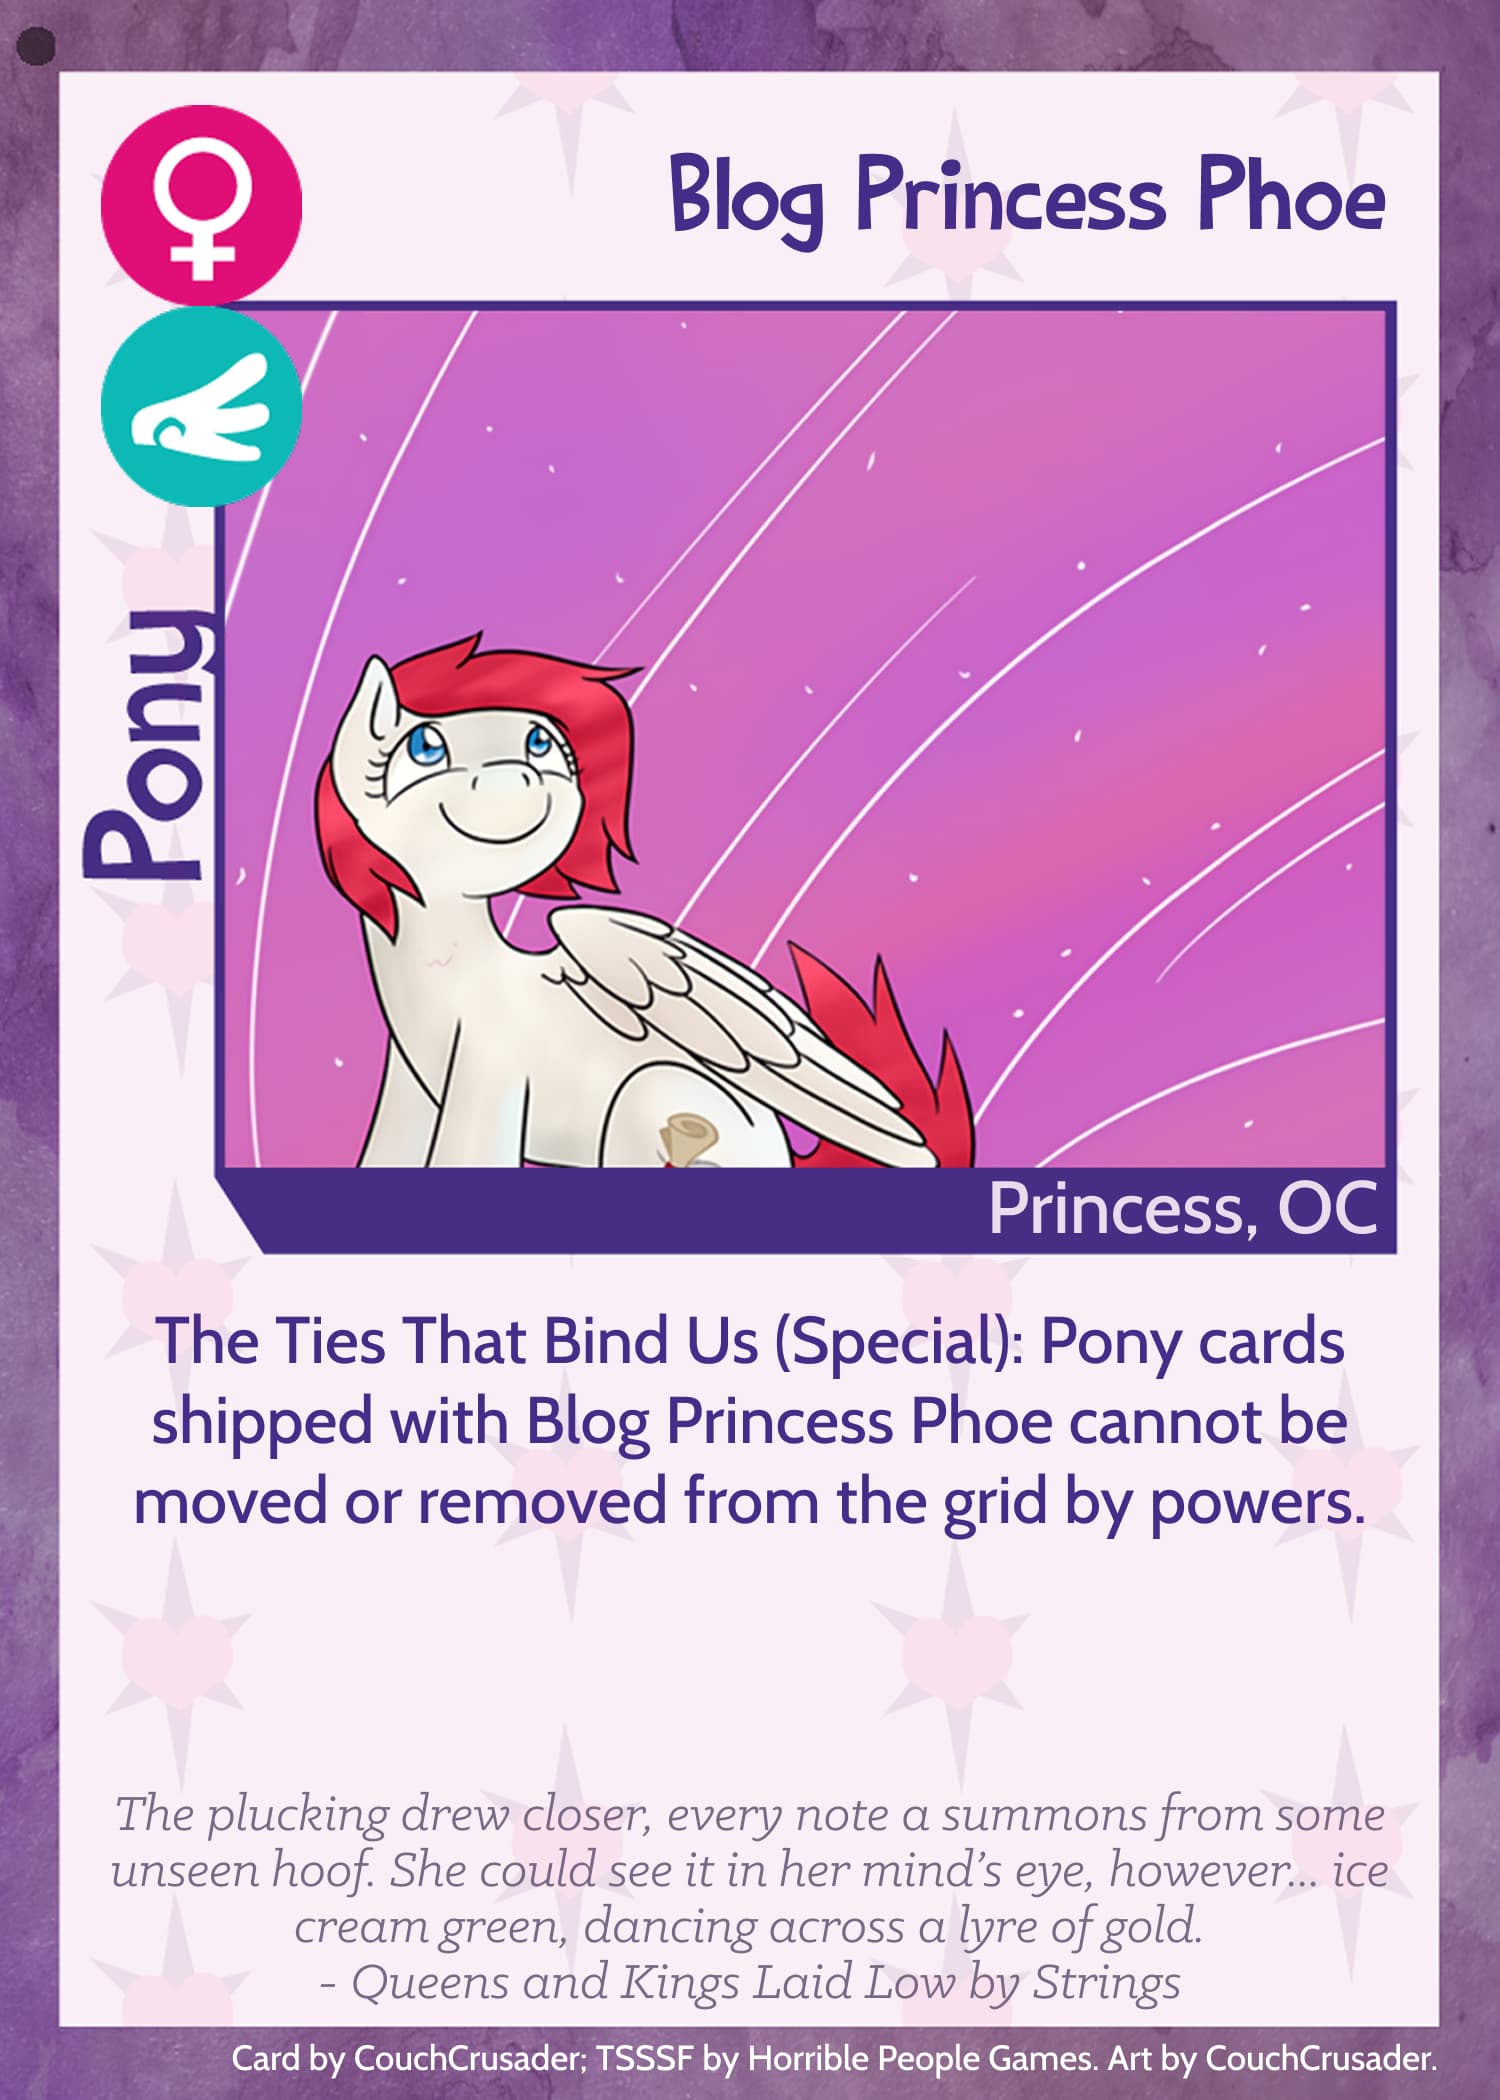 Blog Princess Phoe
Pony
Princess, OC
The Ties That Bind Us (Special): Pony cards
shipped with Blog Princess Phoe cannot be
moved or removed from the grid by powers.
The plucking drew closer, every note a summons from some
unseen hoof. She could see it in her mind’s eye, however... ice
cream green, dancing across a lyre of gold.
- Queens and Kings Laid Low by Strings
Card by CouchCrusader; TSSSF by Horrible People Games. Art by CouchCrusader.